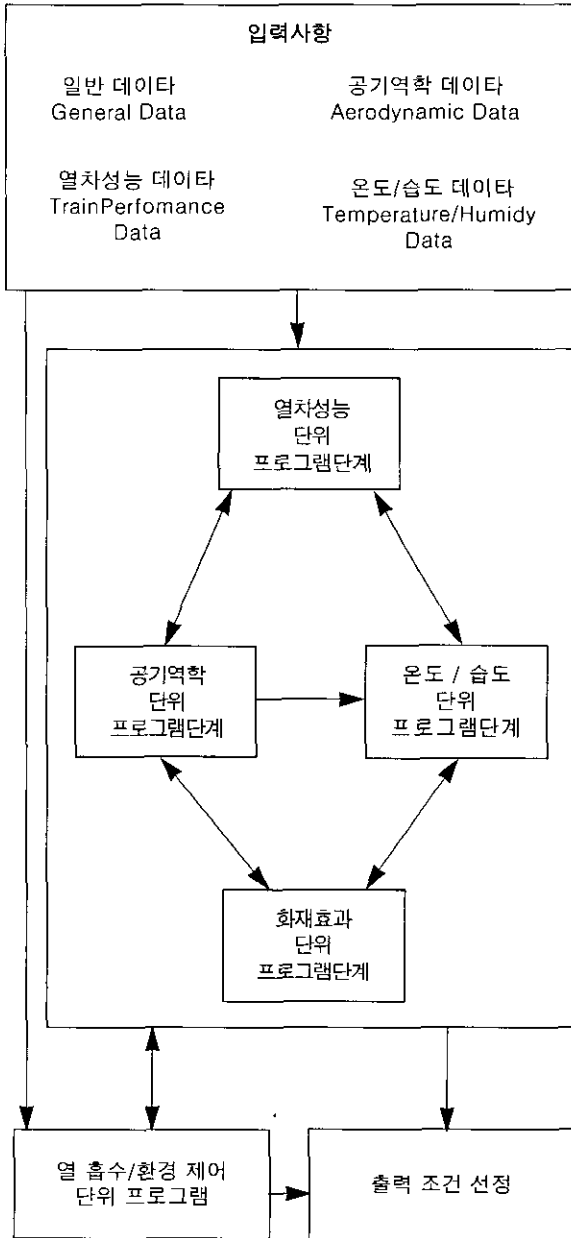 입력사항
일반 데이타
General Data
공기역학 데이타
Aerodynamic Data
열차성능 데이타
TrainPerfomance
Data
온도/습도 데이타
Temperature/Humidy
Data
열차성능
단위
프로그램단계
공기역학
단위
프로그램단계
온도 / 습도
단위
프로그램단계
화재효과
단위
프로그램단계
열 흡수/환경 제어
단위 프로그램
출력 조건 선정